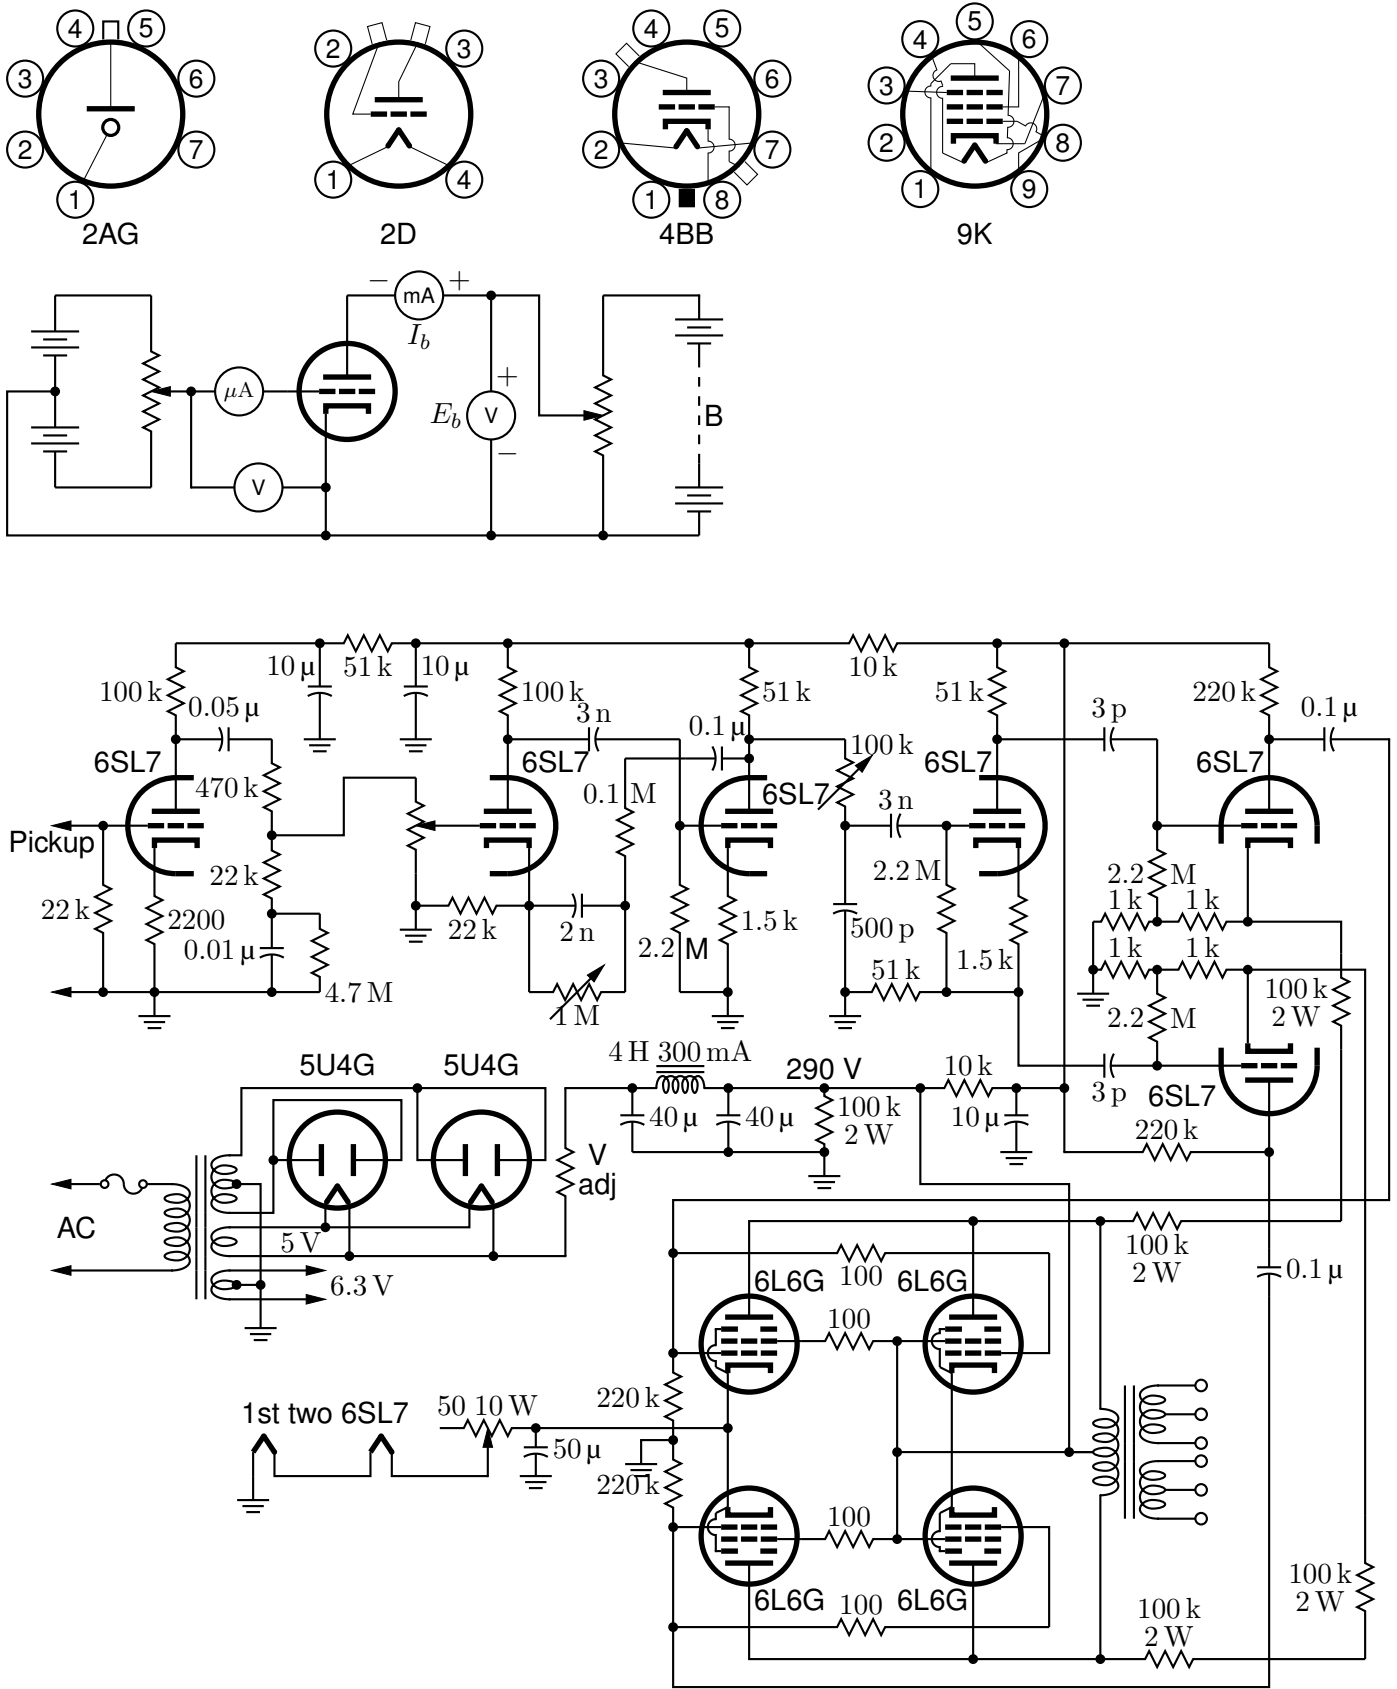 4 5
3 6
2 7
1
2AG
2 3
1 4
2D
4 5
3 6
2 7
1 8
4BB
5
4 6
3 7
2 8
1 9
9K
− mA +
I_b
μA
+
E_b V
−
B
V
10 μ 51 k 10 μ
10 k
100 k
0.05 μ
100 k
3 n
51 k
0.1 μ
51 k
3 p
220 k
0.1 μ
6SL7
6SL7
100 k
6SL7
6SL7
6SL7
470 k
0.1 M
3 n
Pickup
22 k
2.2 M
2.2 M
22 k
2200
0.01 μ
22 k
2 n
2.2 M
1.5 k
500 p
1 k 1 k
1 k 1 k
4.7 M
1 M
51 k
1.5 k
100 k
2 W
2.2 M
3 p
6SL7
220 k
5U4G 5U4G
4 H 300 mA
290 V
10 k
40 μ 40 μ
100 k
2 W
10 μ
V
adj
AC
5 V
6.3 V
100 k
2 W
0.1 μ
100
6L6G 6L6G
100
220 k
1st two 6SL7
50 10 W
50 μ
220 k
100
6L6G 6L6G
100
100 k
2 W
100 k
2 W